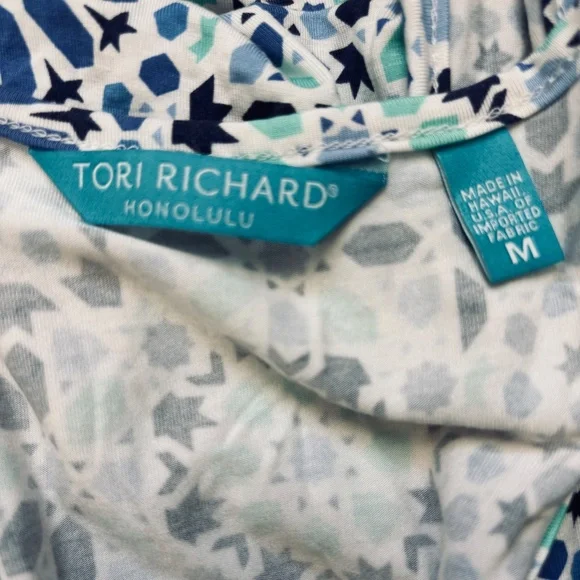 TORI RICHARD®
HONOLULU
MADE IN
HAWAII,
U.S.A. OF
IMPORTED
FABRIC
M